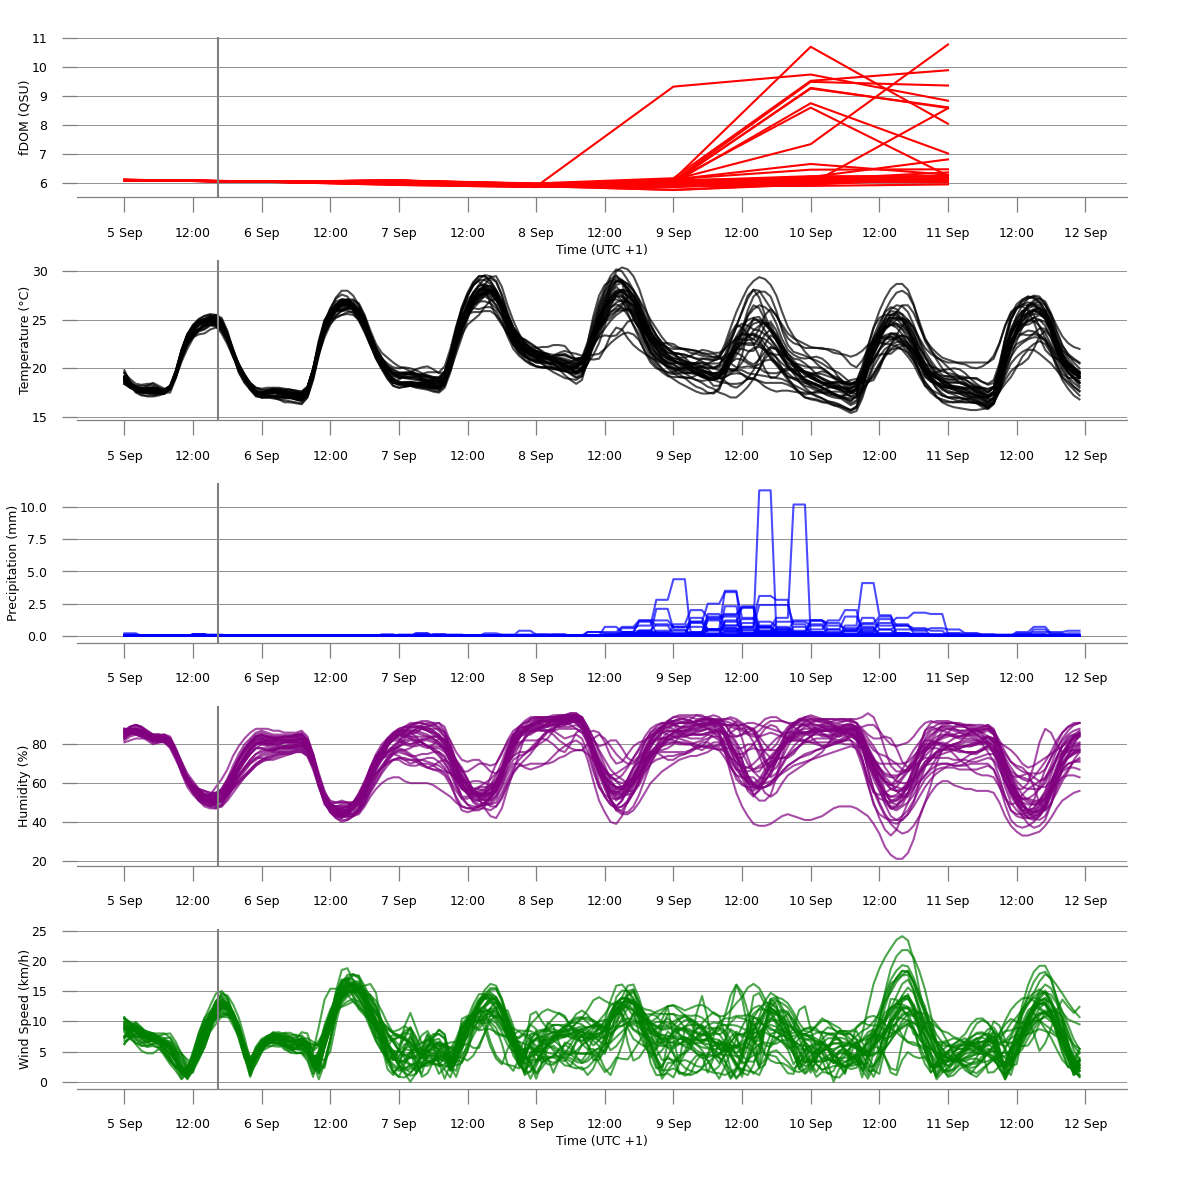 fDOM (QSU)
11
10
9
8
7
6
5 Sep 12:00 6 Sep 12:00 7 Sep 12:00 8 Sep 12:00 9 Sep 12:00 10 Sep 12:00 11 Sep 12:00 12 Sep
Time (UTC +1)
Temperature (°C)
30
25
20
15
5 Sep 12:00 6 Sep 12:00 7 Sep 12:00 8 Sep 12:00 9 Sep 12:00 10 Sep 12:00 11 Sep 12:00 12 Sep
Precipitation (mm)
10.0
7.5
5.0
2.5
0.0
5 Sep 12:00 6 Sep 12:00 7 Sep 12:00 8 Sep 12:00 9 Sep 12:00 10 Sep 12:00 11 Sep 12:00 12 Sep
Humidity (%)
80
60
40
20
5 Sep 12:00 6 Sep 12:00 7 Sep 12:00 8 Sep 12:00 9 Sep 12:00 10 Sep 12:00 11 Sep 12:00 12 Sep
Wind Speed (km/h)
25
20
15
10
5
0
5 Sep 12:00 6 Sep 12:00 7 Sep 12:00 8 Sep 12:00 9 Sep 12:00 10 Sep 12:00 11 Sep 12:00 12 Sep
Time (UTC +1)